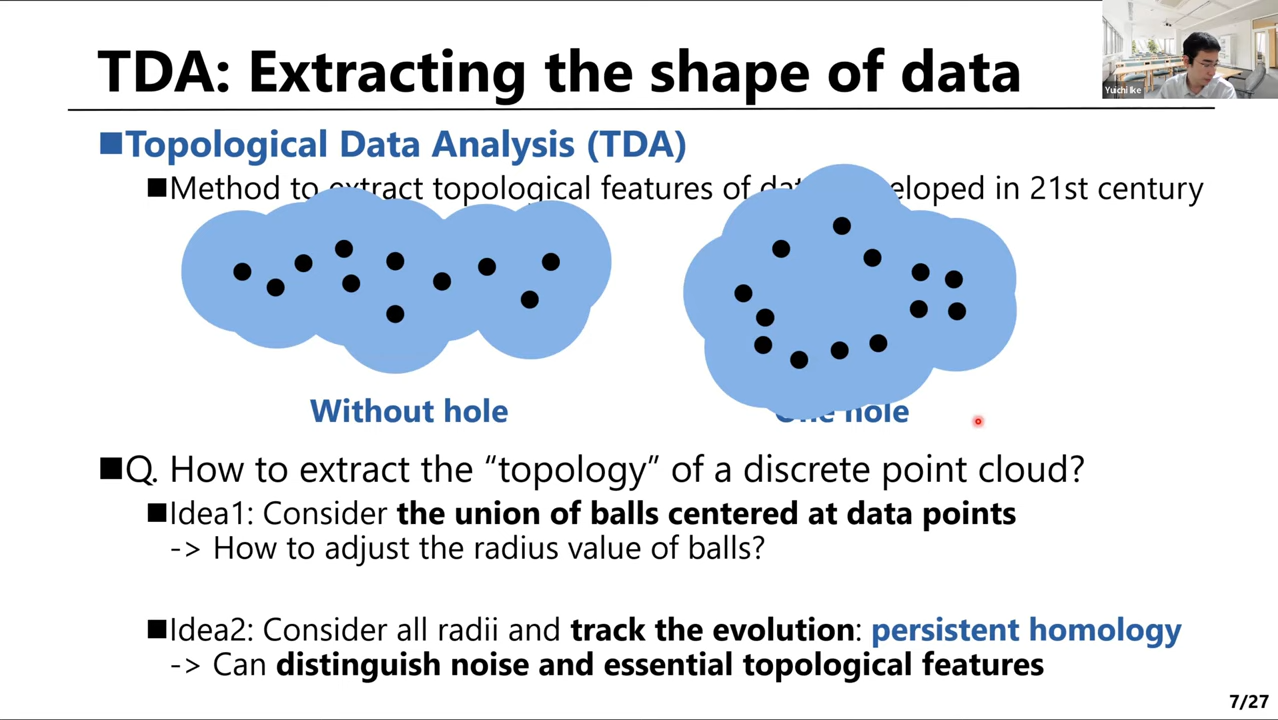 TDA: Extracting the shape of data
Yuichi Ike
■Topological Data Analysis (TDA)
■Method to extract topological features of data developed in 21st century
Without hole
One hole
■Q. How to extract the “topology” of a discrete point cloud?
■Idea1: Consider the union of balls centered at data points
-> How to adjust the radius value of balls?
■Idea2: Consider all radii and track the evolution: persistent homology
-> Can distinguish noise and essential topological features
7/27